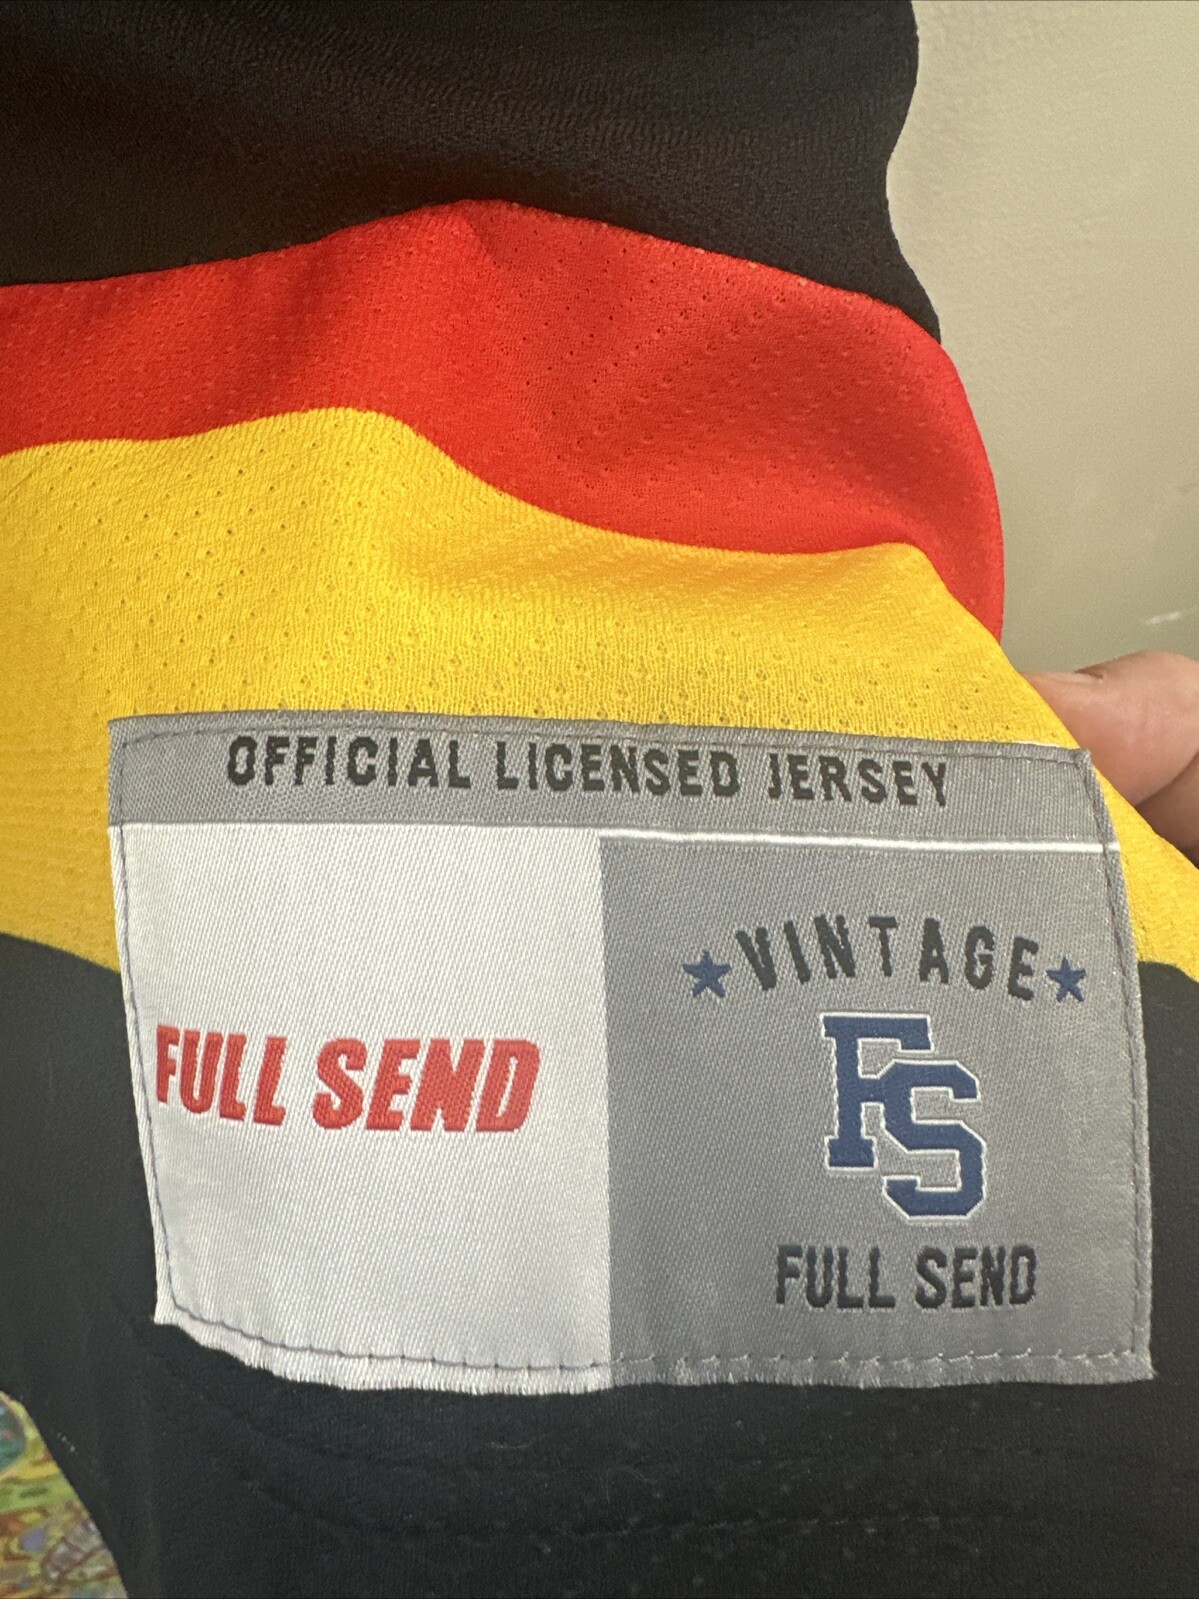 OFFICIAL LICENSED JERSEY
FULL SEND
VINTAGE
FS
FULL SEND